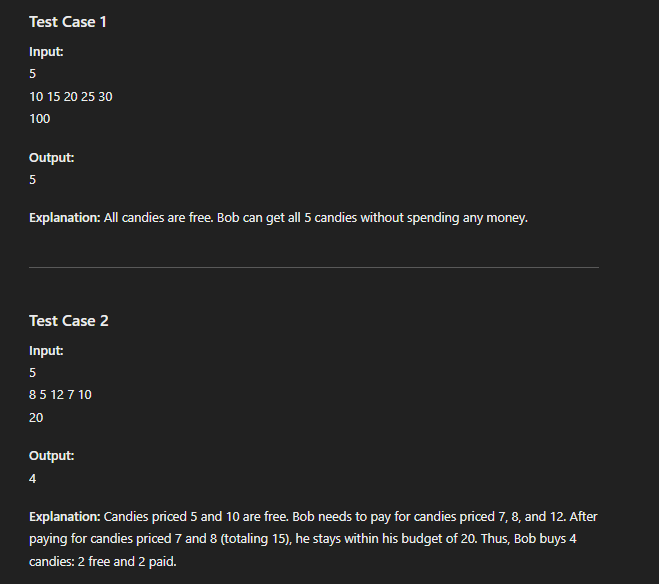 Test Case 1
Input:
5
10 15 20 25 30
100
Output:
5
Explanation: All candies are free. Bob can get all 5 candies without spending any money.
Test Case 2
Input:
5
8 5 12 7 10
20
Output:
4
Explanation: Candies priced 5 and 10 are free. Bob needs to pay for candies priced 7, 8, and 12. After
paying for candies priced 7 and 8 (totaling 15), he stays within his budget of 20. Thus, Bob buys 4
candies: 2 free and 2 paid.